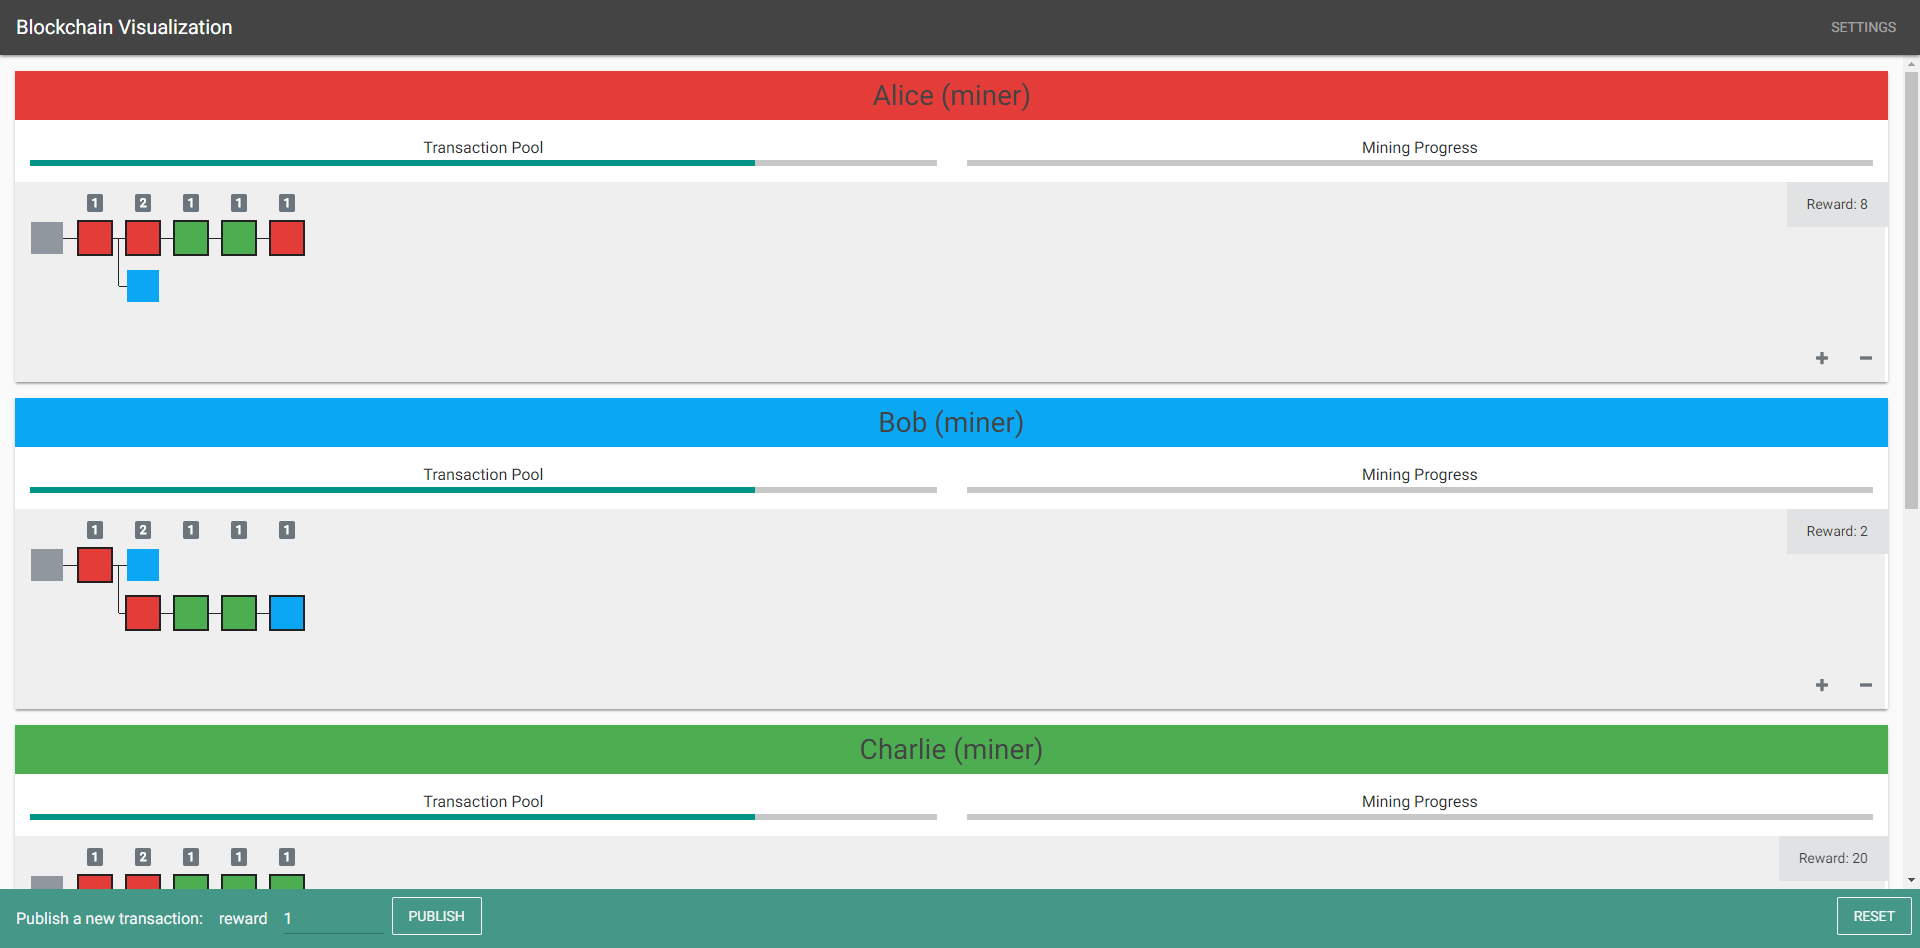 Blockchain Visualization SETTINGS
Alice (miner)
Transaction Pool Mining Progress
1 2 1 1 1
Reward: 8
+ −
Bob (miner)
Transaction Pool Mining Progress
1 2 1 1 1
Reward: 2
+ −
Charlie (miner)
Transaction Pool Mining Progress
1 2 1 1 1
Reward: 20
Publish a new transaction: reward 1 PUBLISH RESET